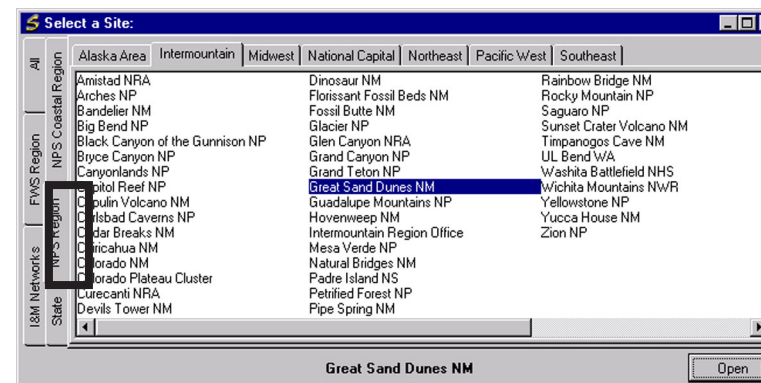 Select a Site:
All
NPS Coastal Region
FWS Region
NPS Region
I&M Networks
State
Alaska Area Intermountain Midwest National Capital Northeast Pacific West Southeast
Amistad NRA
Arches NP
Bandelier NM
Big Bend NP
Black Canyon of the Gunnison NP
Bryce Canyon NP
Canyonlands NP
Capitol Reef NP
Capulin Volcano NM
Carlsbad Caverns NP
Cedar Breaks NM
Chiricahua NM
Colorado NM
Colorado Plateau Cluster
Curecanti NRA
Devils Tower NM
Dinosaur NM
Florissant Fossil Beds NM
Fossil Butte NM
Glacier NP
Glen Canyon NRA
Grand Canyon NP
Grand Teton NP
Great Sand Dunes NM
Guadalupe Mountains NP
Hovenweep NM
Intermountain Region Office
Mesa Verde NP
Natural Bridges NM
Padre Island NS
Petrified Forest NP
Pipe Spring NM
Rainbow Bridge NM
Rocky Mountain NP
Saguaro NP
Sunset Crater Volcano NM
Timpanogos Cave NM
UL Bend WA
Washita Battlefield NHS
Wichita Mountains NWR
Yellowstone NP
Yucca House NM
Zion NP
Great Sand Dunes NM
Open